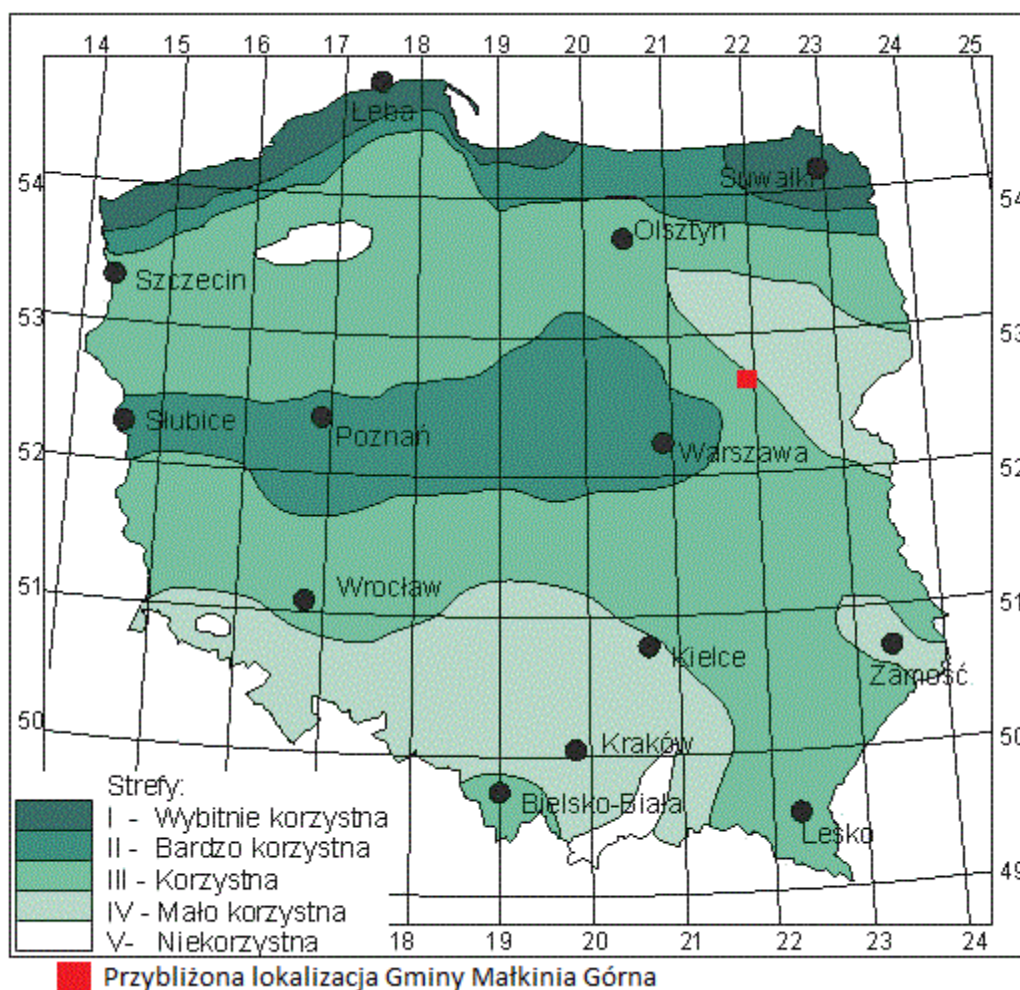 14 15 16 17 18 19 20 21 22 23 24 25
Łeba
54
Suwałki
54
Olsztyn
Szczecin
53
53
Słubice
Poznań
52
Warszawa
52
51
Wrocław
51
Kielce
Zamość
50
Kraków
50
Strefy:
Bielsko-Biała
I - Wybitnie korzystna
Lesko
II - Bardzo korzystna
III - Korzystna
49
IV - Mało korzystna
V- Niekorzystna
18 19 20 21 22 23 24
Przybliżona lokalizacja Gminy Małkinia Górna